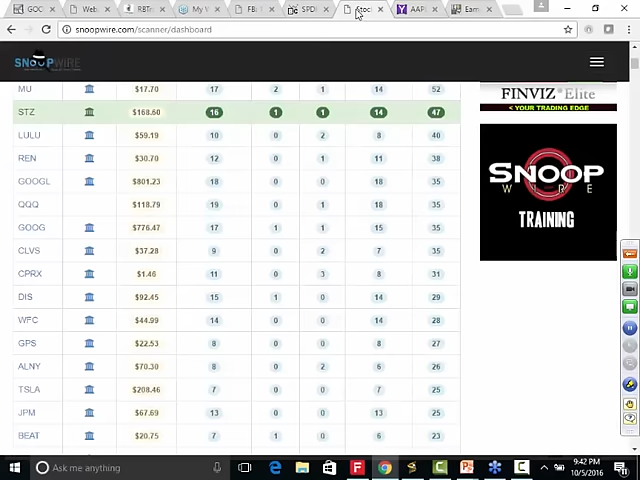 GOO
Web
RBTr
My V
FBI
SPDI
Stoc
AAPL
Earn
snoopwire.com/scanner/dashboard
SNOOPWIRE
MU $17.70 17 2 1 14 52
STZ $168.60 16 1 1 14 47
LULU $59.19 10 0 2 8 40
REN $30.70 12 0 1 11 38
GOOGL $801.23 18 0 0 18 35
QQQ $118.79 19 0 1 18 35
GOOG $776.47 17 1 1 15 35
CLVS $37.28 9 0 2 7 35
CPRX $1.46 11 0 3 8 31
DIS $92.45 15 1 0 14 29
WFC $44.99 14 0 0 14 28
GPS $22.53 8 0 0 8 27
ALNY $70.30 8 0 2 6 26
TSLA $208.46 7 0 0 7 25
JPM $67.69 13 0 0 13 25
BEAT $20.75 7 1 0 6 23
FINVIZ Elite
< YOUR TRADING EDGE
SNOOP
WIRE
TRAINING
Ask me anything
9:42 PM
10/5/2016